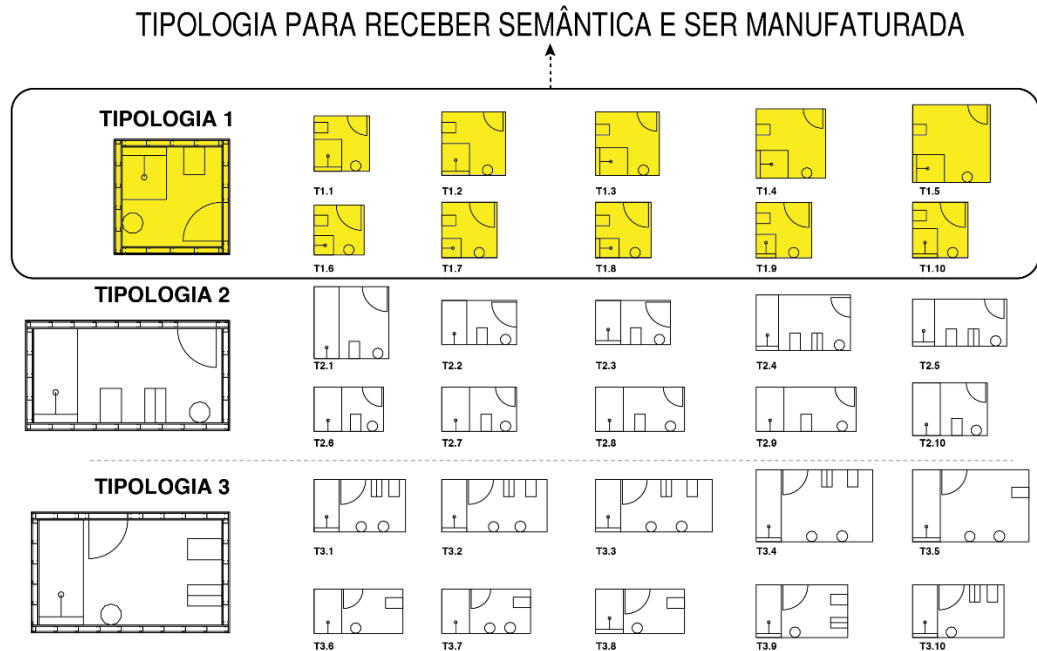 TIPOLOGIA PARA RECEBER SEMÂNTICA E SER MANUFATURADA
TIPOLOGIA 1
T1.1 T1.2 T1.3 T1.4 T1.5
T1.6 T1.7 T1.8 T1.9 T1.10
TIPOLOGIA 2
T2.1 T2.2 T2.3 T2.4 T2.5
T2.6 T2.7 T2.8 T2.9 T2.10
TIPOLOGIA 3
T3.1 T3.2 T3.3 T3.4 T3.5
T3.6 T3.7 T3.8 T3.9 T3.10